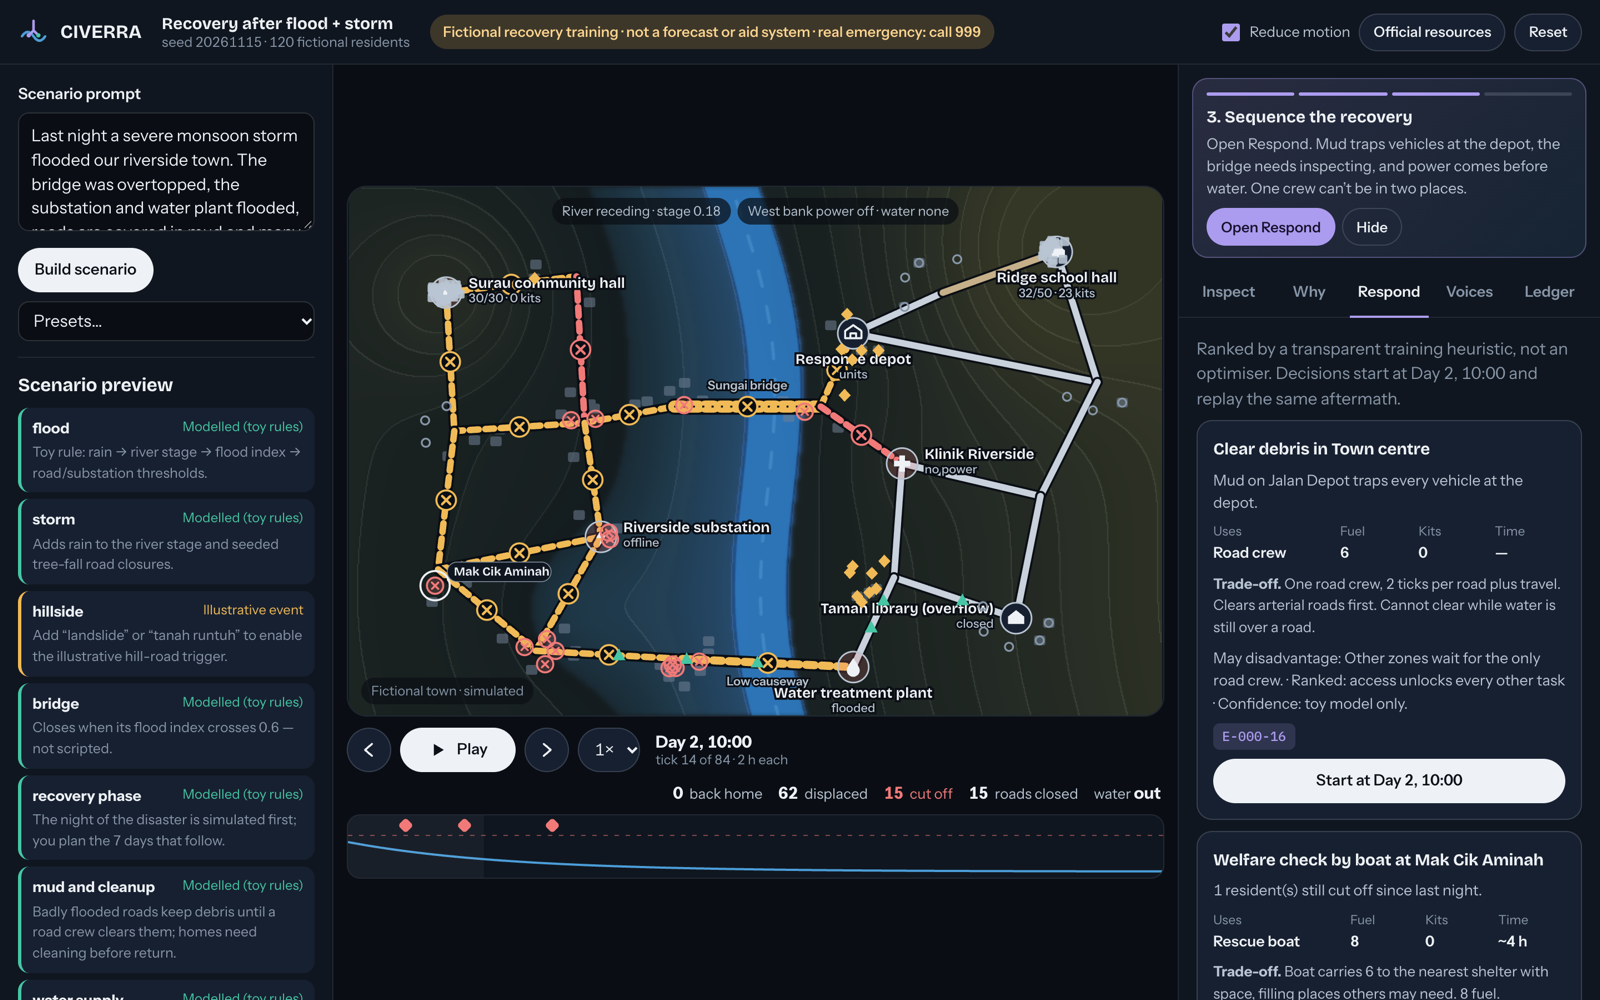 CIVERRA
Recovery after flood + storm
seed 20261115 · 120 fictional residents
Fictional recovery training · not a forecast or aid system · real emergency: call 999
Reduce motion
Official resources
Reset
Scenario prompt
Last night a severe monsoon storm
flooded our riverside town. The
bridge was overtopped, the
substation and water plant flooded,
roads are covered in mud and many
Build scenario
Presets...
Scenario preview
flood
Modelled (toy rules)
Toy rule: rain → river stage → flood index →
road/substation thresholds.
storm
Modelled (toy rules)
Adds rain to the river stage and seeded
tree-fall road closures.
hillside
Illustrative event
Add “landslide” or “tanah runtuh” to enable
the illustrative hill-road trigger.
bridge
Modelled (toy rules)
Closes when its flood index crosses 0.6 —
not scripted.
recovery phase
Modelled (toy rules)
The night of the disaster is simulated first;
you plan the 7 days that follow.
mud and cleanup
Modelled (toy rules)
Badly flooded roads keep debris until a
road crew clears them; homes need
cleaning before return.
water supply
Modelled (toy rules)
River receding · stage 0.18
West bank power off · water none
Surau community hall
30/30 · 0 kits
Ridge school hall
32/50 · 23 kits
Response depot
units
Sungai bridge
Klinik Riverside
no power
Riverside substation
offline
Mak Cik Aminah
Taman library (overflow)
closed
Low causeway
Water treatment plant
flooded
Fictional town · simulated
Play
1×
Day 2, 10:00
tick 14 of 84 · 2 h each
0 back home 62 displaced 15 cut off 15 roads closed water out
3. Sequence the recovery
Open Respond. Mud traps vehicles at the depot, the
bridge needs inspecting, and power comes before
water. One crew can’t be in two places.
Open Respond
Hide
Inspect Why Respond Voices Ledger
Ranked by a transparent training heuristic, not an
optimiser. Decisions start at Day 2, 10:00 and
replay the same aftermath.
Clear debris in Town centre
Mud on Jalan Depot traps every vehicle at the
depot.
Uses Fuel Kits Time
Road crew 6 0 —
Trade-off. One road crew, 2 ticks per road plus travel.
Clears arterial roads first. Cannot clear while water is
still over a road.
May disadvantage: Other zones wait for the only
road crew. · Ranked: access unlocks every other task
· Confidence: toy model only.
E-000-16
Start at Day 2, 10:00
Welfare check by boat at Mak Cik Aminah
1 resident(s) still cut off since last night.
Uses Fuel Kits Time
Rescue boat 8 0 ~4 h
Trade-off. Boat carries 6 to the nearest shelter with
space, filling places others may need. 8 fuel.